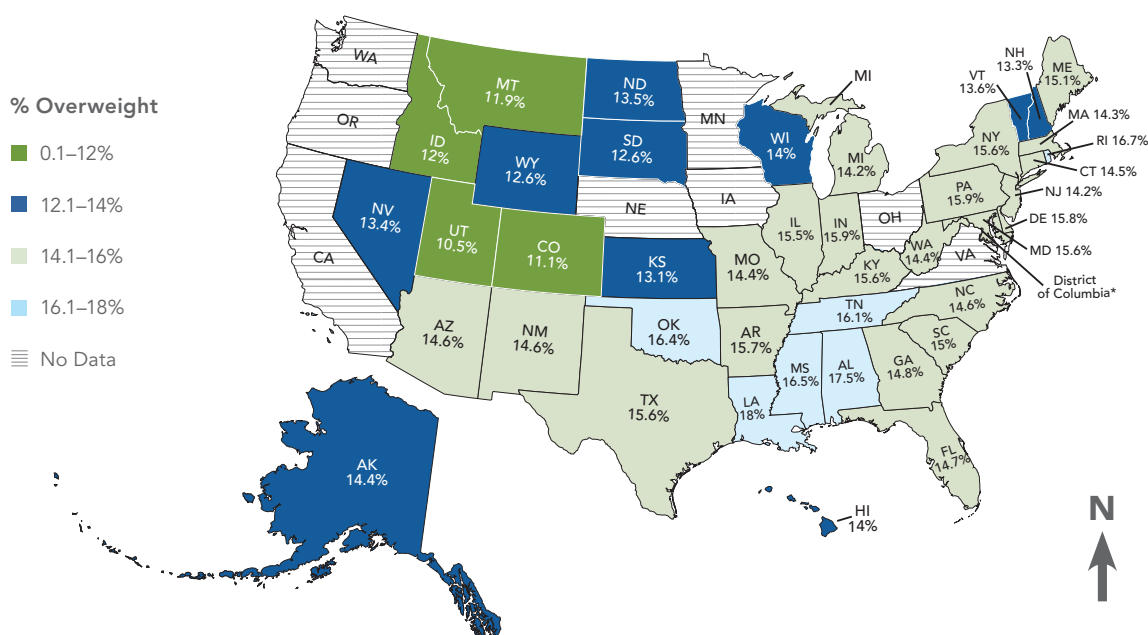 % Overweight
0.1–12%
12.1–14%
14.1–16%
16.1–18%
No Data
WA
OR
CA
MT
11.9%
ID
12%
WY
12.6%
NV
13.4%
UT
10.5%
CO
11.1%
AZ
14.6%
NM
14.6%
ND
13.5%
SD
12.6%
NE
KS
13.1%
OK
16.4%
TX
15.6%
MN
IA
MO
14.4%
AR
15.7%
LA
18%
WI
14%
IL
15.5%
MI
MI
14.2%
IN
15.9%
OH
KY
15.6%
TN
16.1%
MS
16.5%
AL
17.5%
GA
14.8%
FL
14.7%
SC
15%
NC
14.6%
VA
WA
14.4%
PA
15.9%
NY
15.6%
VT
13.6%
NH
13.3%
ME
15.1%
MA 14.3%
RI 16.7%
CT 14.5%
NJ 14.2%
DE 15.8%
MD 15.6%
District
of Columbia*
AK
14.4%
HI
14%
N